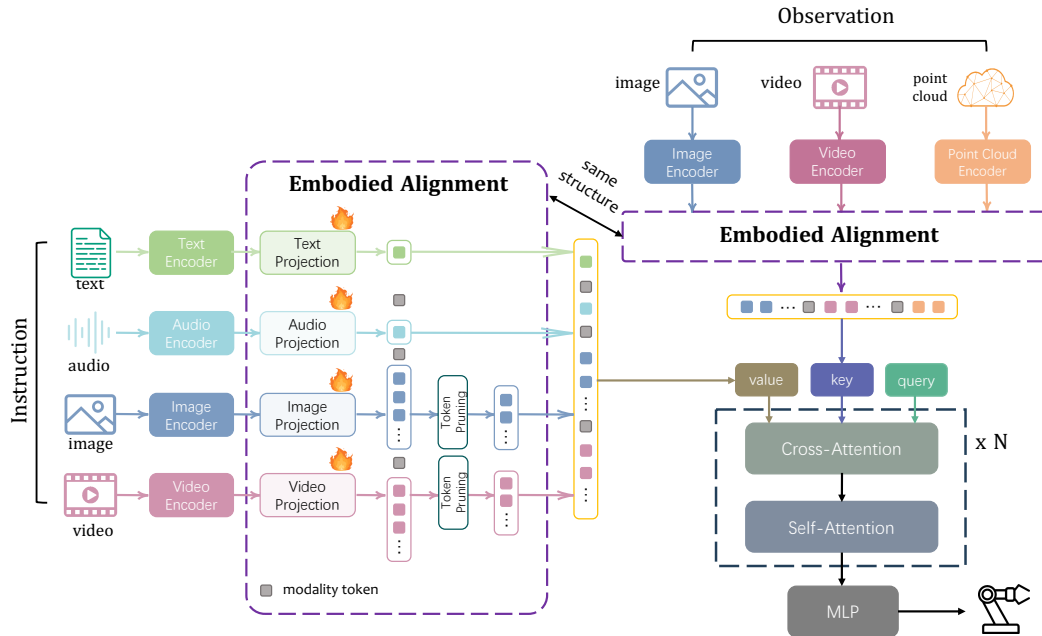 Observation
image
video
point
cloud
Image
Encoder
Video
Encoder
Point Cloud
Encoder
same
structure
Embodied Alignment
Embodied Alignment
Instruction
text
Text
Encoder
Text
Projection
audio
Audio
Encoder
Audio
Projection
image
Image
Encoder
Image
Projection
Token
Pruning
video
Video
Encoder
Video
Projection
Token
Pruning
modality token
...
...
value
key
query
Cross-Attention
x N
Self-Attention
MLP